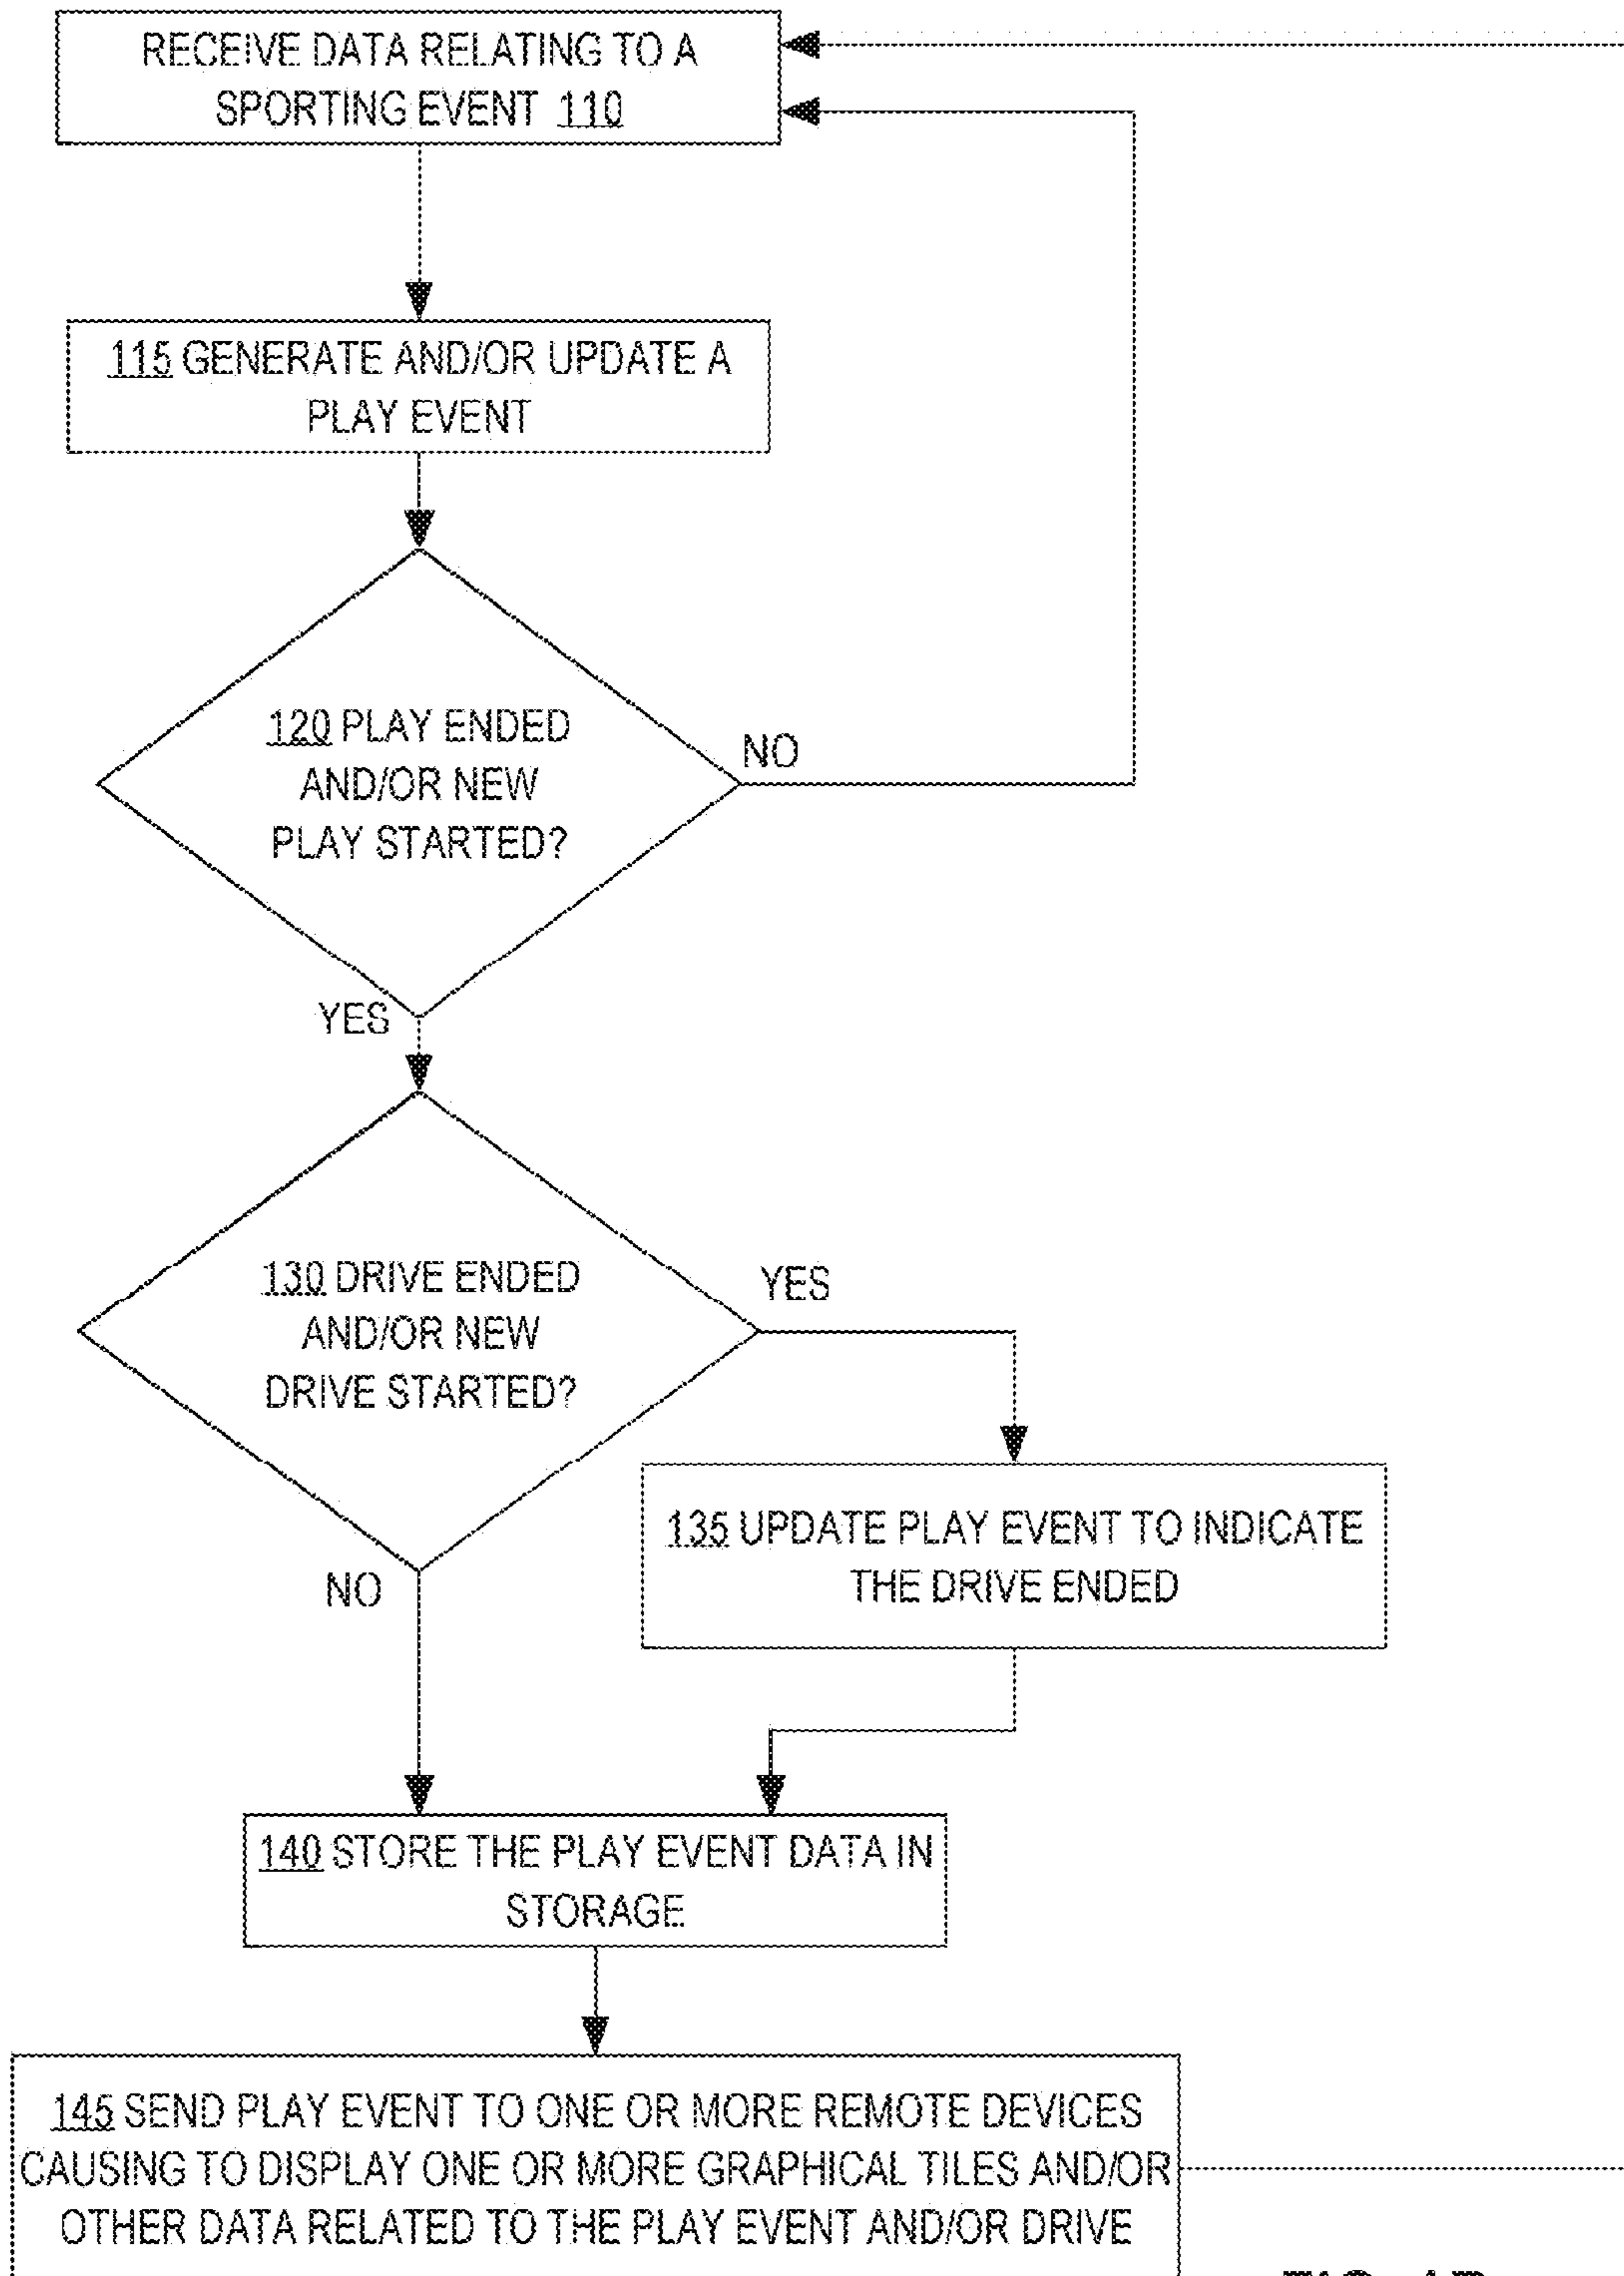 RECEIVE DATA RELATING TO A
SPORTING EVENT 110
115 GENERATE AND/OR UPDATE A
PLAY EVENT
120 PLAY ENDED
AND/OR NEW
PLAY STARTED?
NO
YES
130 DRIVE ENDED
AND/OR NEW
DRIVE STARTED?
YES
135 UPDATE PLAY EVENT TO INDICATE
THE DRIVE ENDED
NO
140 STORE THE PLAY EVENT DATA IN
STORAGE
145 SEND PLAY EVENT TO ONE OR MORE REMOTE DEVICES
CAUSING TO DISPLAY ONE OR MORE GRAPHICAL TILES AND/OR
OTHER DATA RELATED TO THE PLAY EVENT AND/OR DRIVE